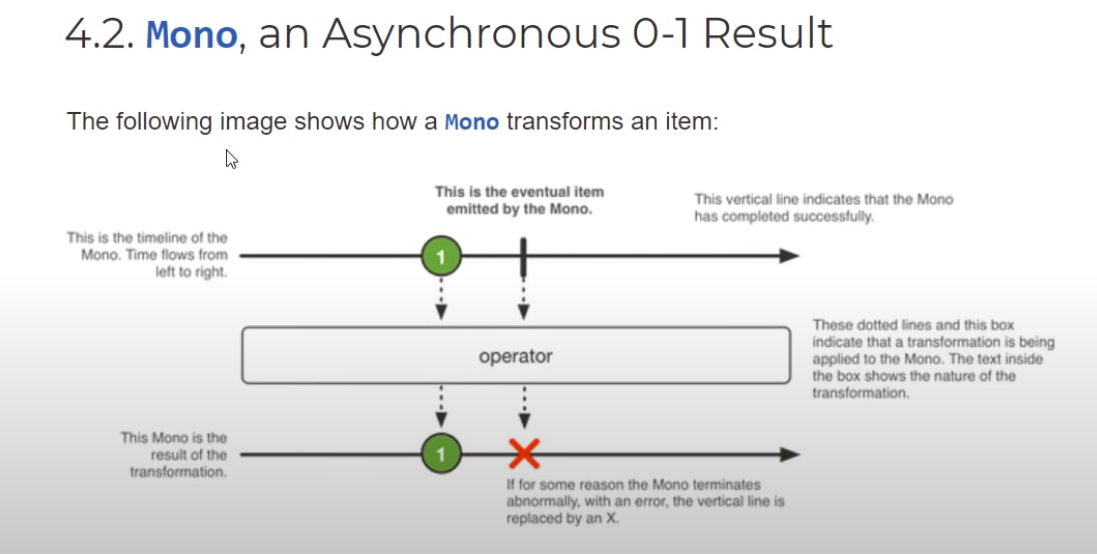 4.2. Mono, an Asynchronous 0-1 Result
The following image shows how a Mono transforms an item:
This is the eventual item
emitted by the Mono.
This vertical line indicates that the Mono
has completed successfully.
This is the timeline of the
Mono. Time flows from
left to right.
1
These dotted lines and this box
indicate that a transformation is being
applied to the Mono. The text inside
the box shows the nature of the
transformation.
operator
This Mono is the
result of the
transformation.
1
If for some reason the Mono terminates
abnormally, with an error, the vertical line is
replaced by an X.